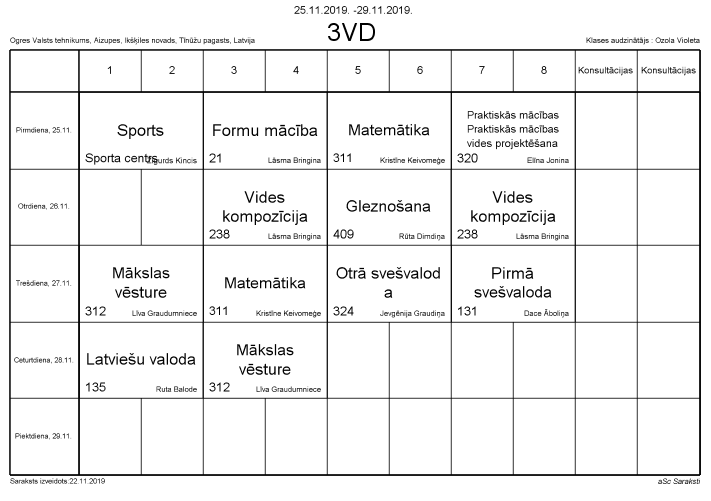 25.11.2019. -29.11.2019.
3VD
Ogres Valsts tehnikums, Aizupes, Ikšķiles novads, Tīnūžu pagasts, Latvija
Klases audzinātājs : Ozola Violeta
1 2 3 4 5 6 7 8 Konsultācijas Konsultācijas
Pirmdiena, 25.11.
Sports
Sporta centrs Zigurds Kincis
Formu mācība
21 Lāsma Bringina
Matemātika
311 Kristīne Keivomeģe
Praktiskās mācības
Praktiskās mācības
vides projektēšana
320 Elīna Jonina
Otrdiena, 26.11.
Vides
kompozīcija
238 Lāsma Bringina
Gleznošana
409 Rūta Dimdiņa
Vides
kompozīcija
238 Lāsma Bringina
Trešdiena, 27.11.
Mākslas
vēsture
312 Līva Graudumniece
Matemātika
311 Kristīne Keivomeģe
Otrā svešvalod
a
324 Jevgēnija Graudiņa
Pirmā
svešvaloda
131 Dace Āboliņa
Ceturtdiena, 28.11.
Latviešu valoda
135 Ruta Balode
Mākslas
vēsture
312 Līva Graudumniece
Piektdiena, 29.11.
Saraksts izveidots:22.11.2019
aSc Saraksti